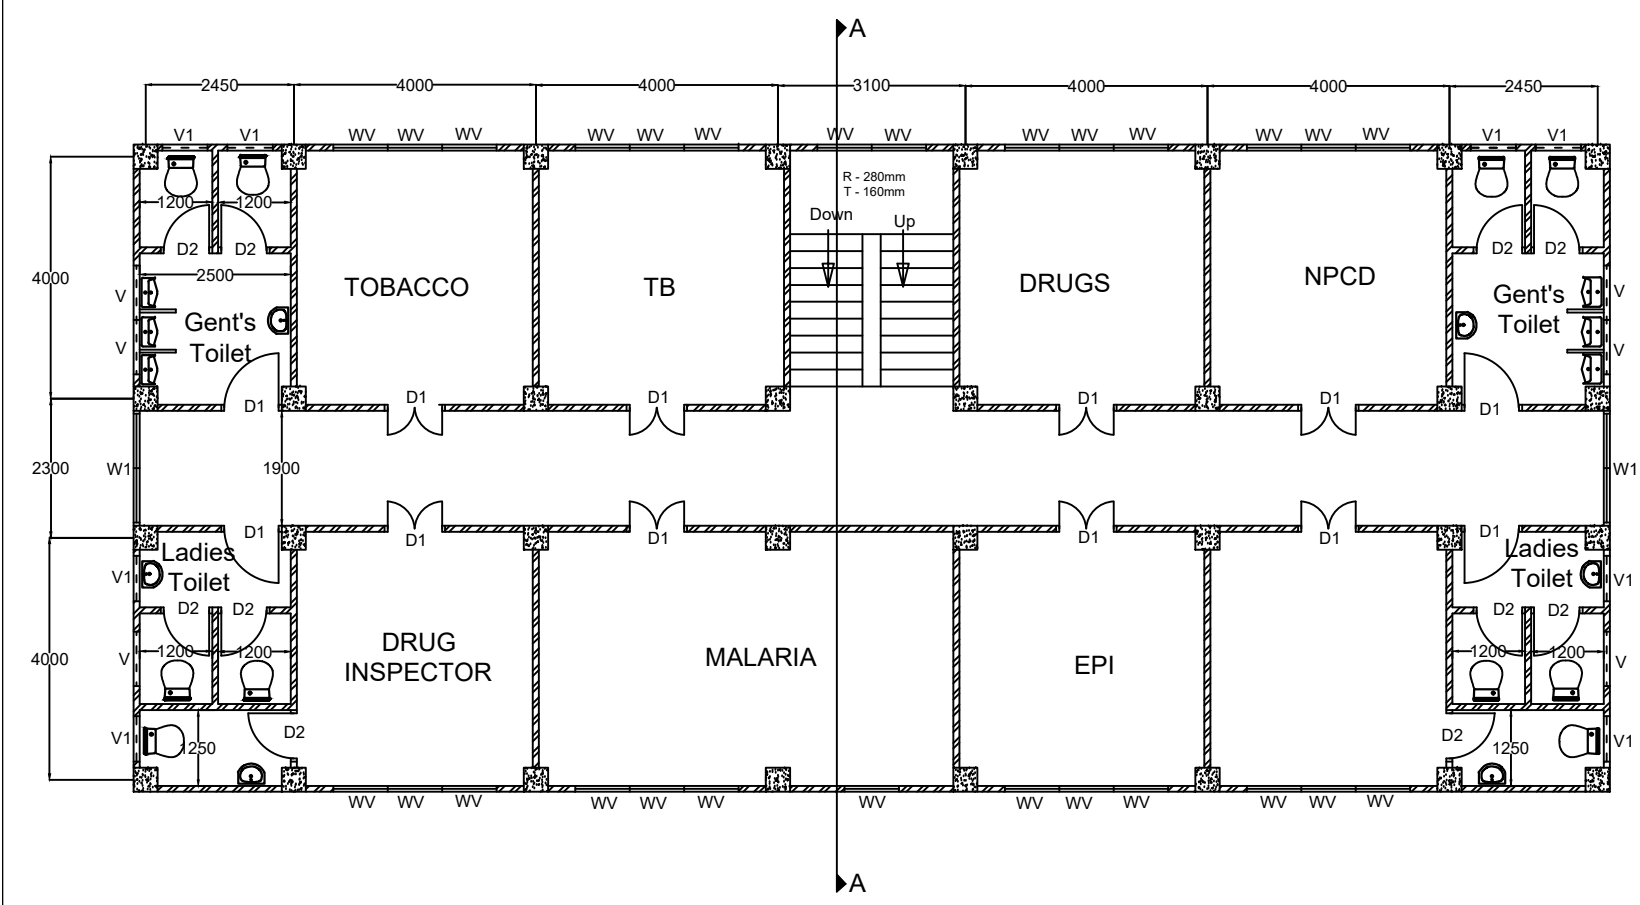 A
2450 4000 4000 3100 4000 4000 2450
V1 V1 WV WV WV WV WV WV WV WV WV WV WV WV WV WV V1 V1
R - 280mm
T - 160mm
1200 1200
Down Up
D2 D2 D2 D2
4000 2500
TOBACCO TB DRUGS NPCD
V V
Gent's Gent's
Toilet Toilet
V V
D1 D1 D1 D1 D1 D1
2300 W1 1900 W1
D1 D1 D1 D1 D1 D1
Ladies Ladies
Toilet Toilet
V1 V1
D2 D2 D2 D2
4000 V 1200 1200 1200 1200 V
DRUG
INSPECTOR
MALARIA EPI
V1 1250 D2 D2 1250 V1
WV WV WV WV WV WV WV WV WV WV WV WV WV
A